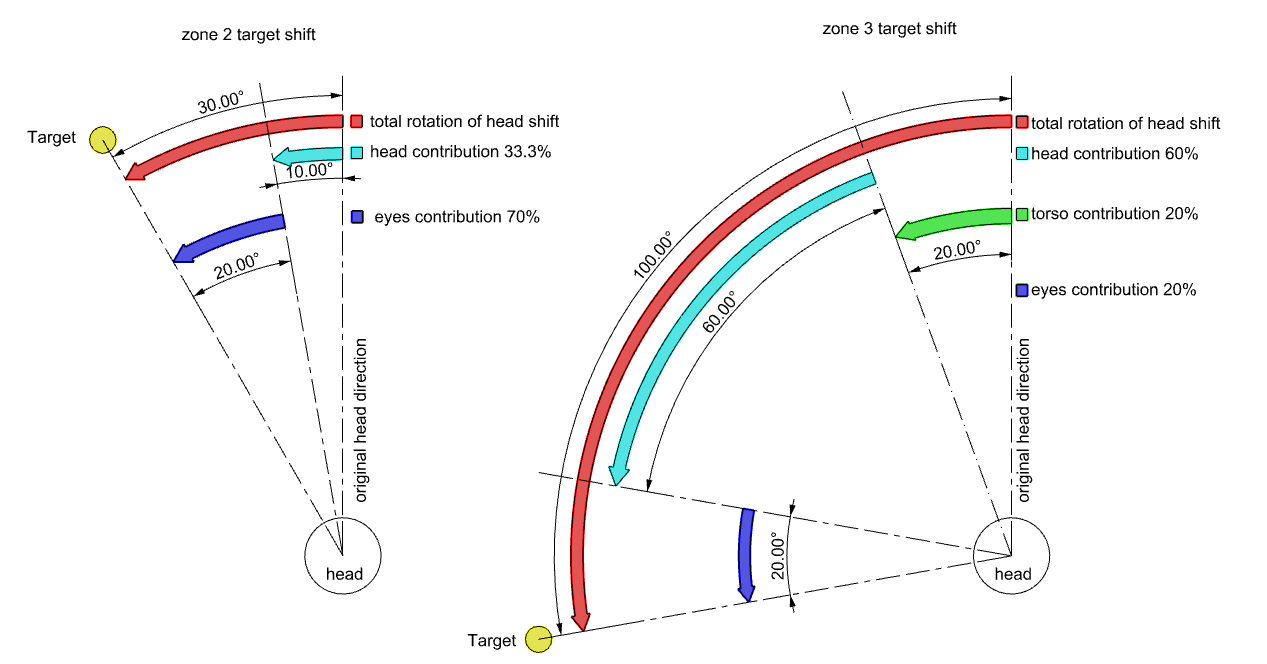 zone 2 target shift
30.00°
Target
total rotation of head shift
head contribution 33.3%
10.00°
eyes contribution 70%
20.00°
original head direction
head
zone 3 target shift
total rotation of head shift
head contribution 60%
100.00°
torso contribution 20%
20.00°
60.00°
eyes contribution 20%
original head direction
20.00°
head
Target